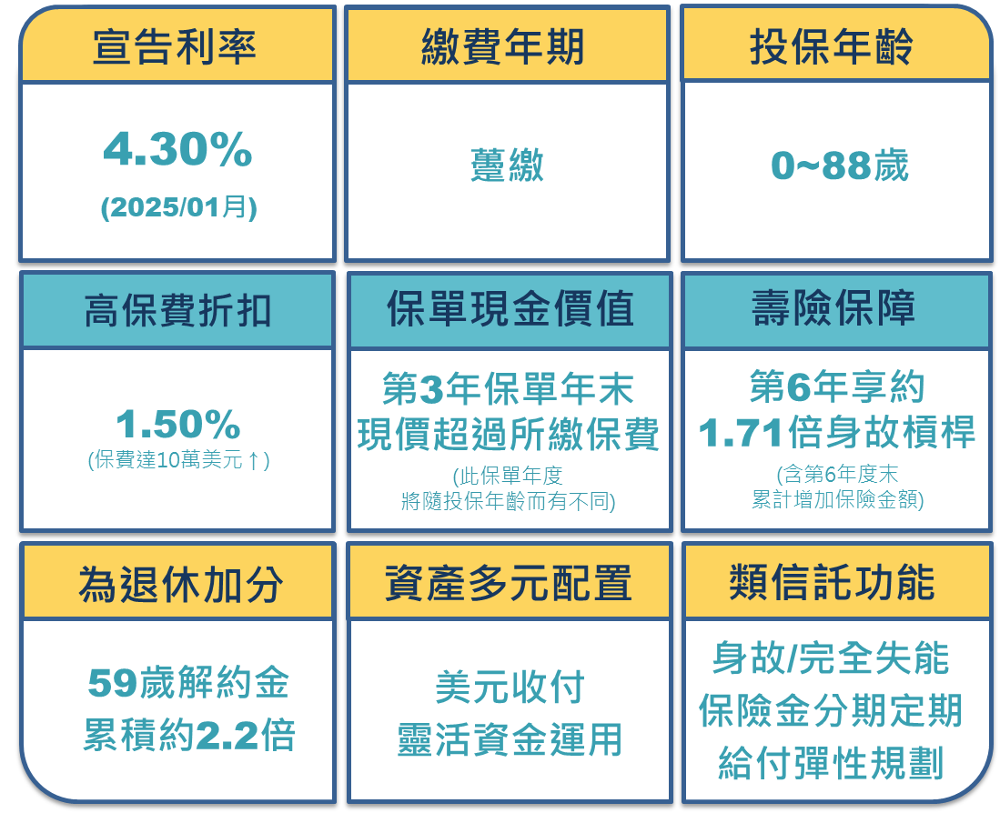 宣告利率
繳費年期
投保年齡
4.30%
(2025/01月)
躉繳
0~88歲
高保費折扣
保單現金價值
壽險保障
1.50%
(保費達10萬美元↑)
第3年保單年末
現價超過所繳保費
(此保單年度
將隨投保年齡而有不同)
第6年享約
1.71倍身故槓桿
(含第6年度末
累計增加保險金額)
為退休加分
資產多元配置
類信託功能
59歲解約金
累積約2.2倍
美元收付
靈活資金運用
身故/完全失能
保險金分期定期
給付彈性規劃